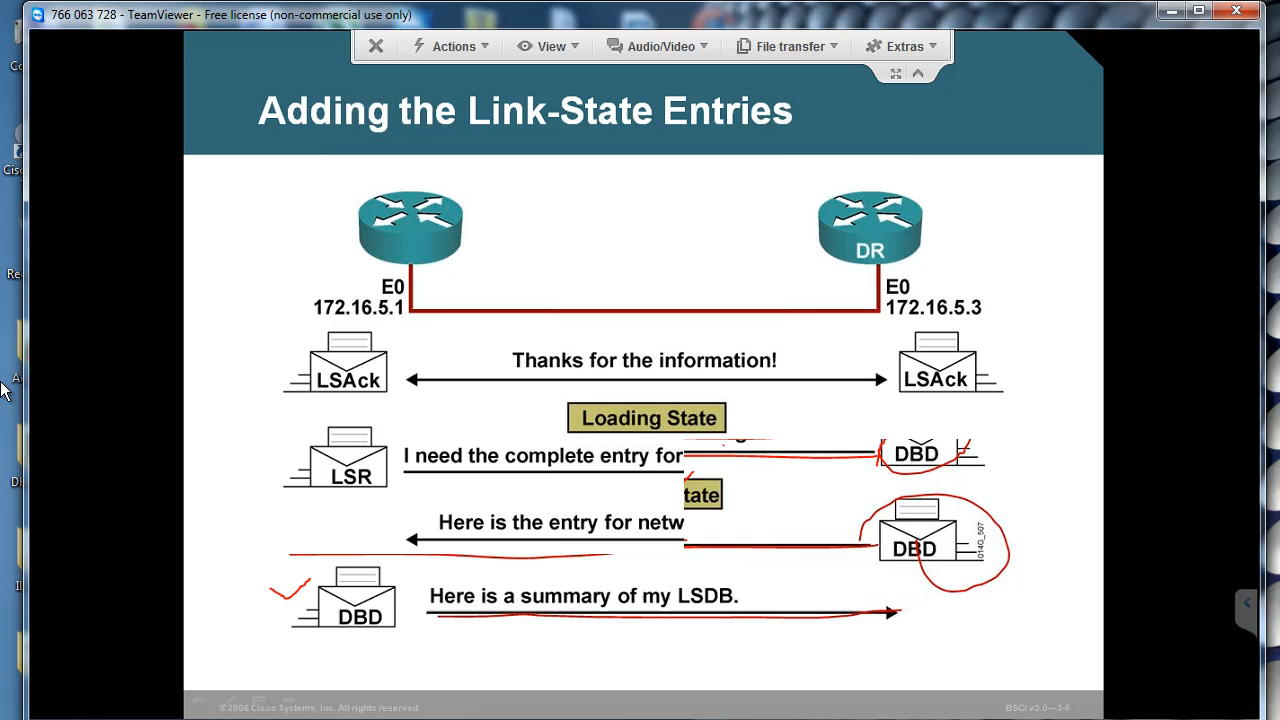 766 063 728 - TeamViewer - Free license (non-commercial use only)
Actions View Audio/Video File transfer Extras
Adding the Link-State Entries
DR
E0 E0
172.16.5.1 172.16.5.3
Thanks for the information!
LSAck LSAck
Loading State
I need the complete entry for DBD
LSR
tate
Here is the entry for netw
DBD
014G_507
Here is a summary of my LSDB.
DBD
© 2006 Cisco Systems, Inc. All rights reserved. BSCI v3.0—3-6